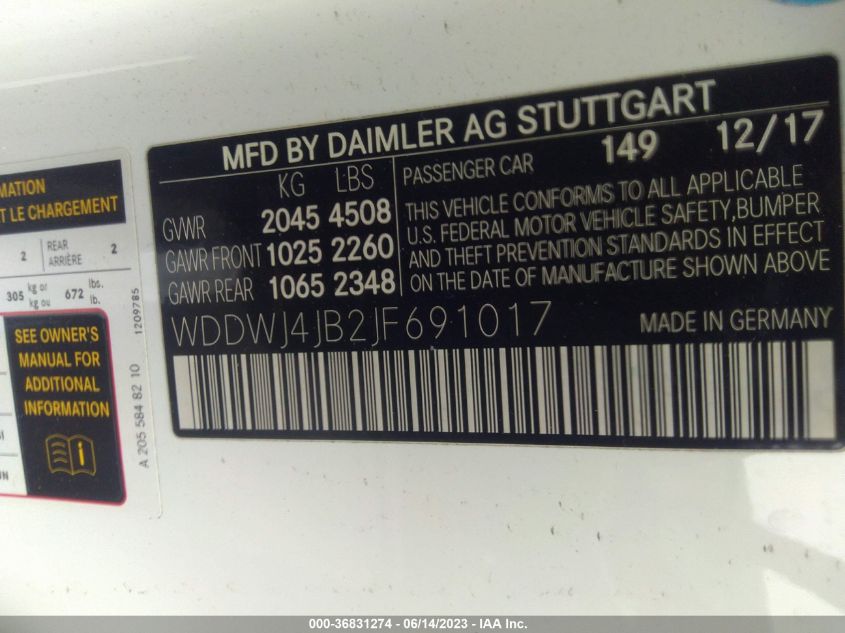 MATION
T LE CHARGEMENT
2 REAR ARRIÈRE 2
305 kg or kg ou 672 lbs. lb.
SEE OWNER'S
MANUAL FOR
ADDITIONAL
INFORMATION
A 205 584 82 10 1209785
MFD BY DAIMLER AG STUTTGART
149 12/17
KG LBS
GVWR 2045 4508
GAWR FRONT 1025 2260
GAWR REAR 1065 2348
PASSENGER CAR
THIS VEHICLE CONFORMS TO ALL APPLICABLE
U.S. FEDERAL MOTOR VEHICLE SAFETY, BUMPER
AND THEFT PREVENTION STANDARDS IN EFFECT
ON THE DATE OF MANUFACTURE SHOWN ABOVE
WDDWJ4JB2JF691017
MADE IN GERMANY
000-36831274 - 06/14/2023 - IAA Inc.